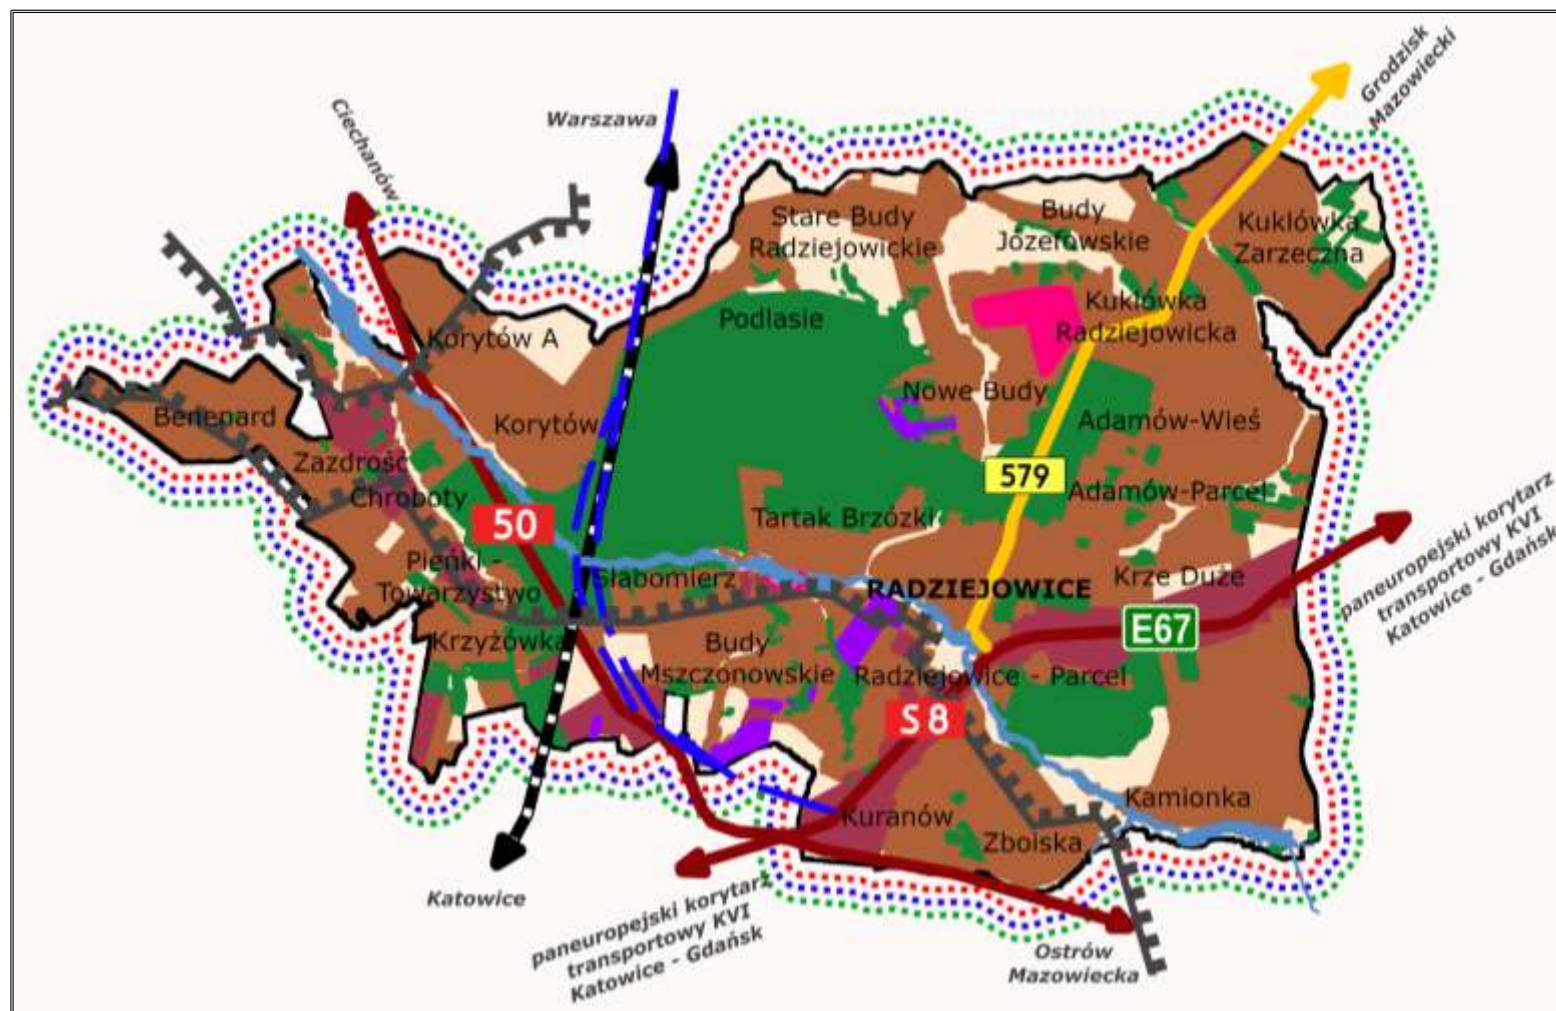 Grodzisk
Mazowiecki
Ciechanów
Warszawa
Stare Budy
Radziejowickie
Budy
Józefowskie
Kuklówka
Zarzeczna
Podlasie
Kuklówka
Radziejowicka
Korytów A
Nowe Budy
Benenard
Korytów
Adamów-Wieś
Zazdrość
579
Chroboty
Adamów-Parcel
50
Tartak Brzózki
paneuropejski korytarz
transportowy KVI
Katowice - Gdańsk
Pieńki -
Towarzystwo
Słabomierz
RADZIEJOWICE
Krze Duże
E67
Krzyżówka
Budy
Mszczonowskie
Radziejowice - Parcel
S 8
Kamionka
Kuranów
Zboiska
Katowice
paneuropejski korytarz
transportowy KVI
Katowice - Gdańsk
Ostrów
Mazowiecka